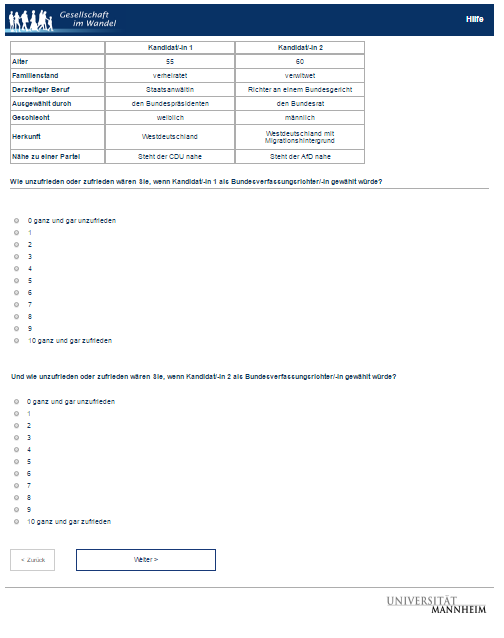 Gesellschaft
im Wandel
Hilfe
Kandidat/-in 1 Kandidat/-in 2
Alter 55 60
Familienstand verheiratet verwitwet
Derzeitiger Beruf Staatsanwältin Richter an einem Bundesgericht
Ausgewählt durch den Bundespräsidenten den Bundesrat
Geschlecht weiblich männlich
Herkunft Westdeutschland Westdeutschland mit
Migrationshintergrund
Nähe zu einer Partei Steht der CDU nahe Steht der AfD nahe
Wie unzufrieden oder zufrieden wären Sie, wenn Kandidat/-in 1 als Bundesverfassungsrichter/-in gewählt würde?
0 ganz und gar unzufrieden
1
2
3
4
5
6
7
8
9
10 ganz und gar zufrieden
Und wie unzufrieden oder zufrieden wären Sie, wenn Kandidat/-in 2 als Bundesverfassungsrichter/-in gewählt würde?
0 ganz und gar unzufrieden
1
2
3
4
5
6
7
8
9
10 ganz und gar zufrieden
< Zurück Weiter >
UNIVERSITÄT
MANNHEIM